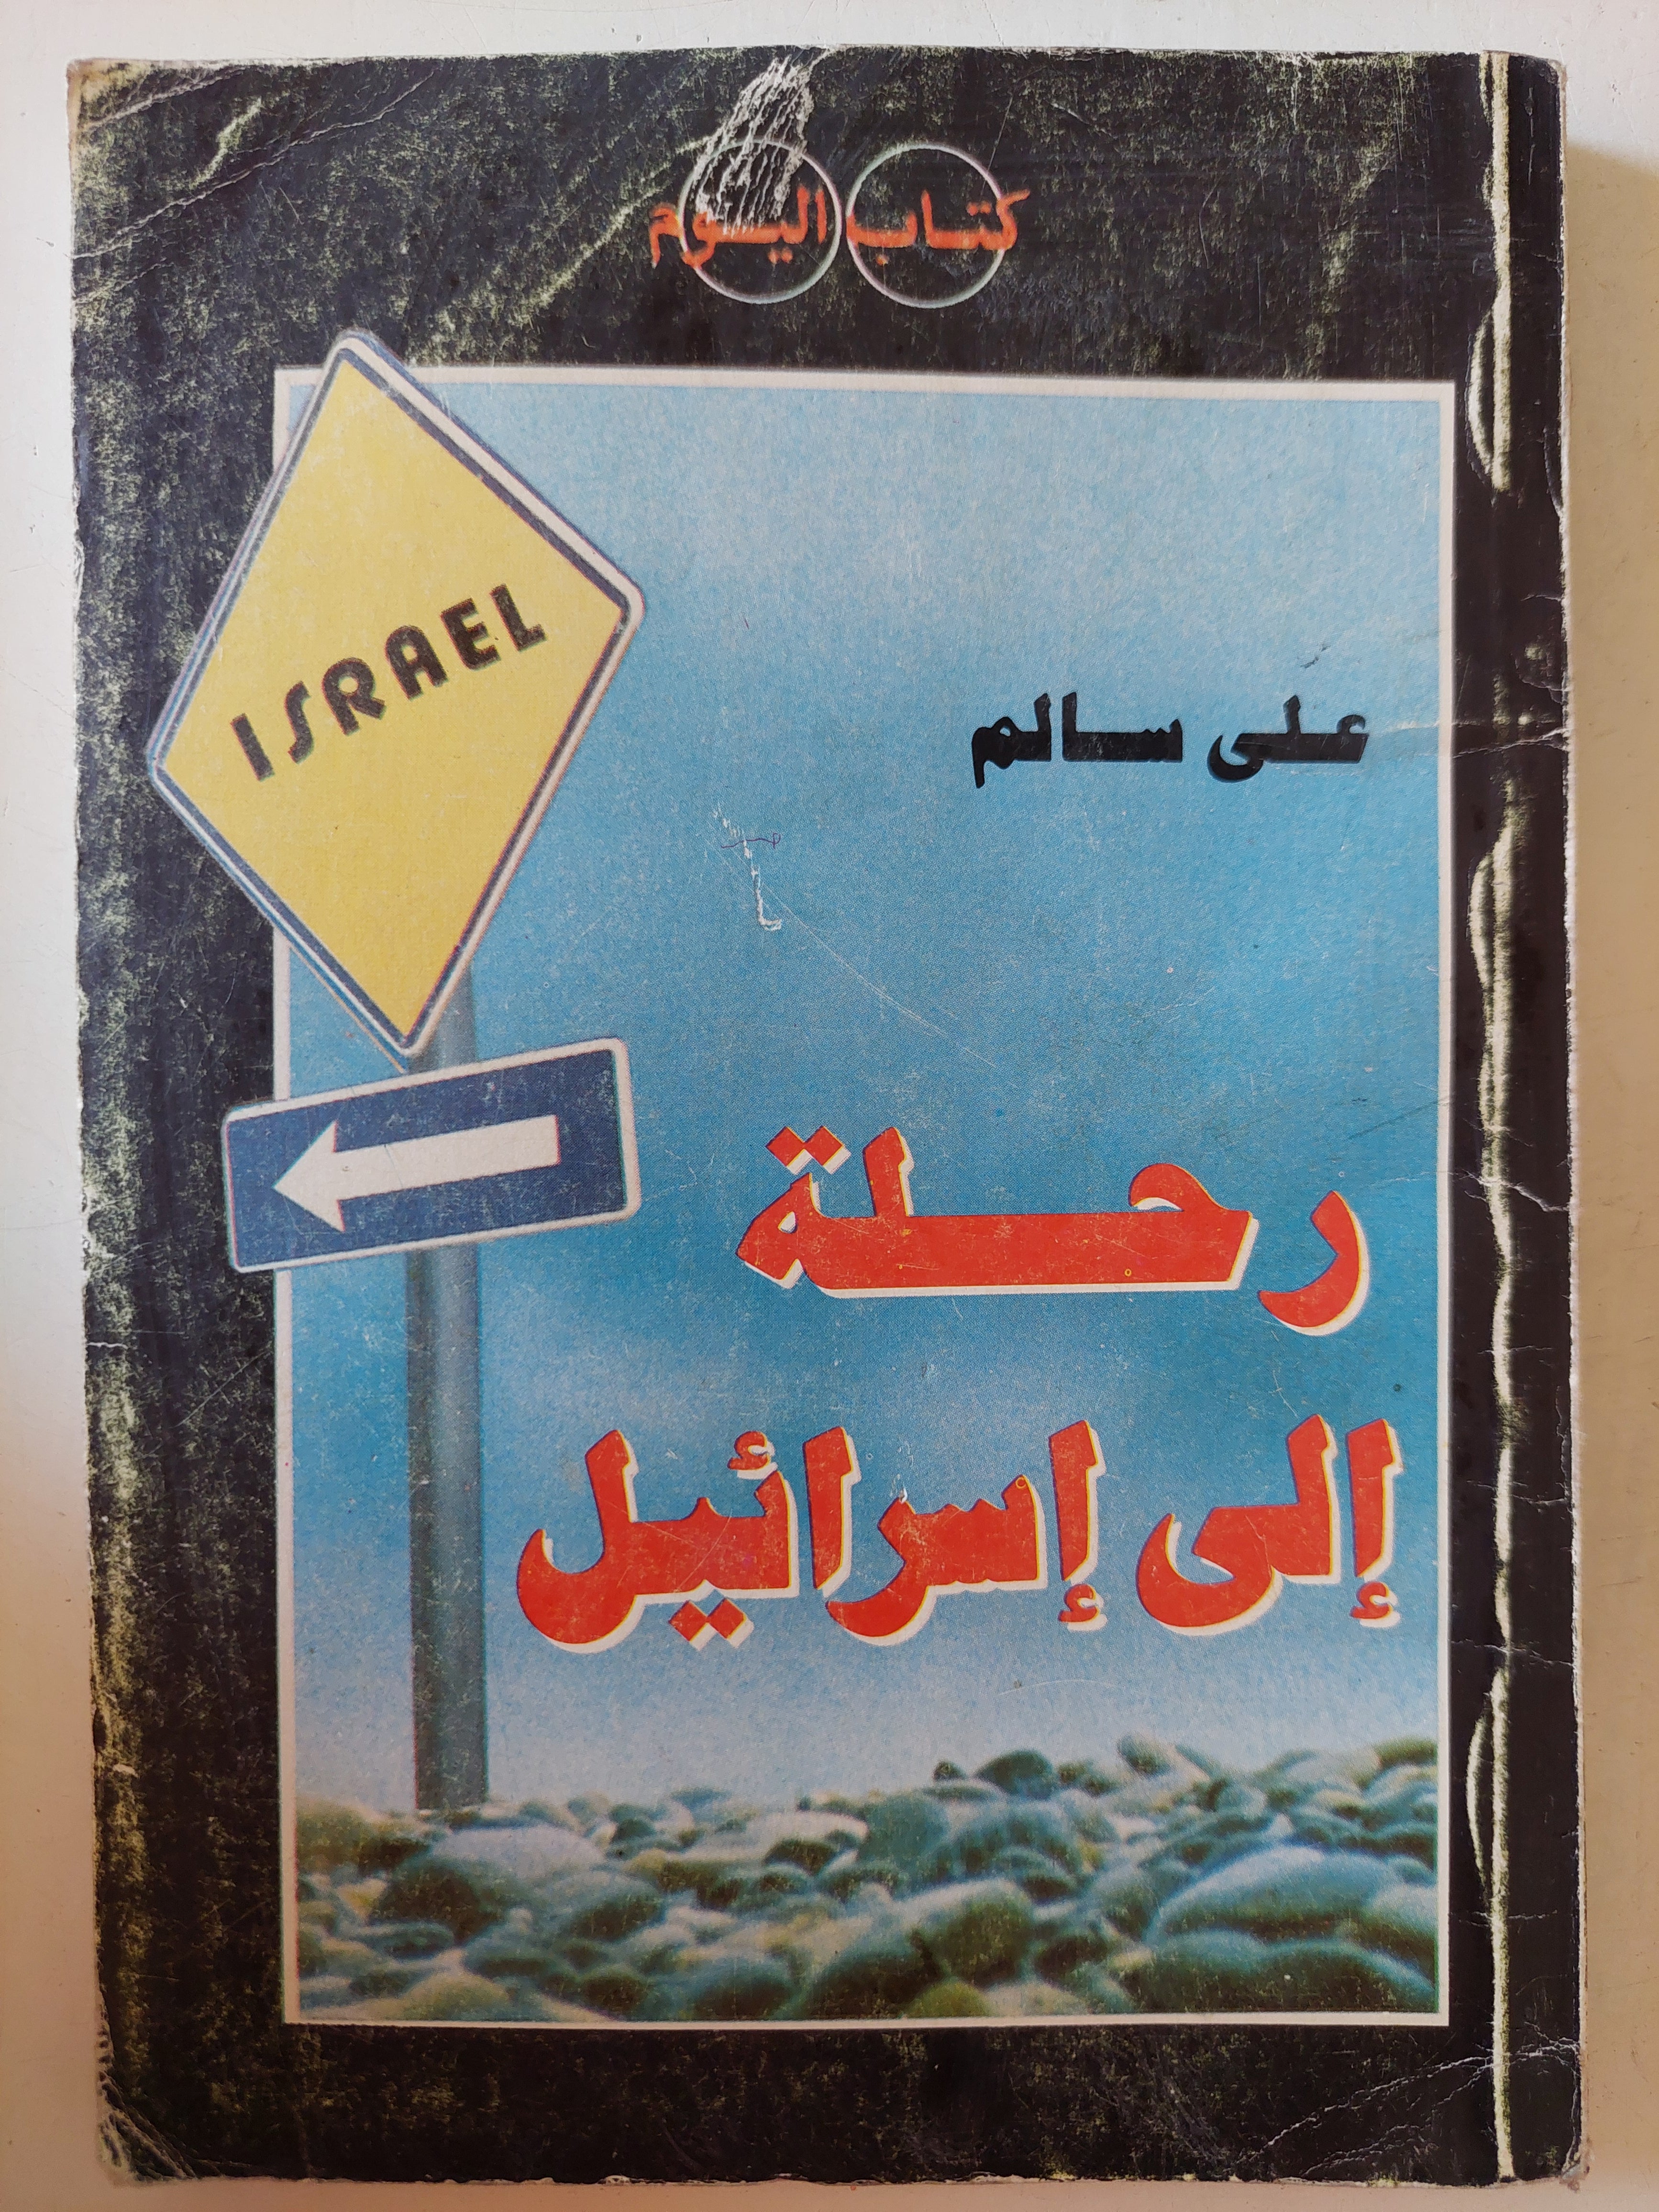 كتاب اليوم
ISRAEL
على سالم
رحلة
إلى إسرائيل